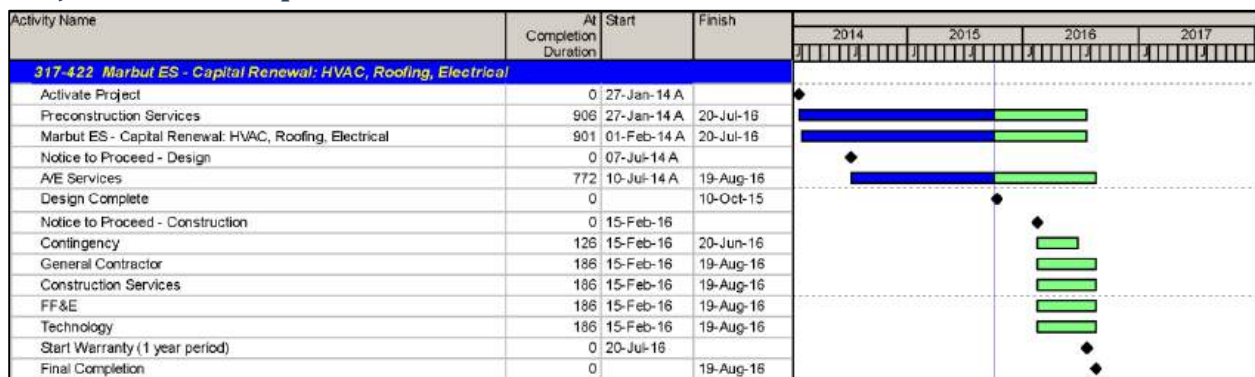 Activity Name At Completion Duration Start Finish
2014 2015 2016 2017
J J J J J J J
317-422 Marbut ES - Capital Renewal: HVAC, Roofing, Electrical
Activate Project 0 27-Jan-14 A
Preconstruction Services 906 27-Jan-14 A 20-Jul-16
Marbut ES - Capital Renewal: HVAC, Roofing, Electrical 901 01-Feb-14 A 20-Jul-16
Notice to Proceed - Design 0 07-Jul-14 A
A/E Services 772 10-Jul-14 A 19-Aug-16
Design Complete 0 10-Oct-15
Notice to Proceed - Construction 0 15-Feb-16
Contingency 126 15-Feb-16 20-Jun-16
General Contractor 186 15-Feb-16 19-Aug-16
Construction Services 186 15-Feb-16 19-Aug-16
FF&E 186 15-Feb-16 19-Aug-16
Technology 186 15-Feb-16 19-Aug-16
Start Warranty (1 year period) 0 20-Jul-16
Final Completion 0 19-Aug-16